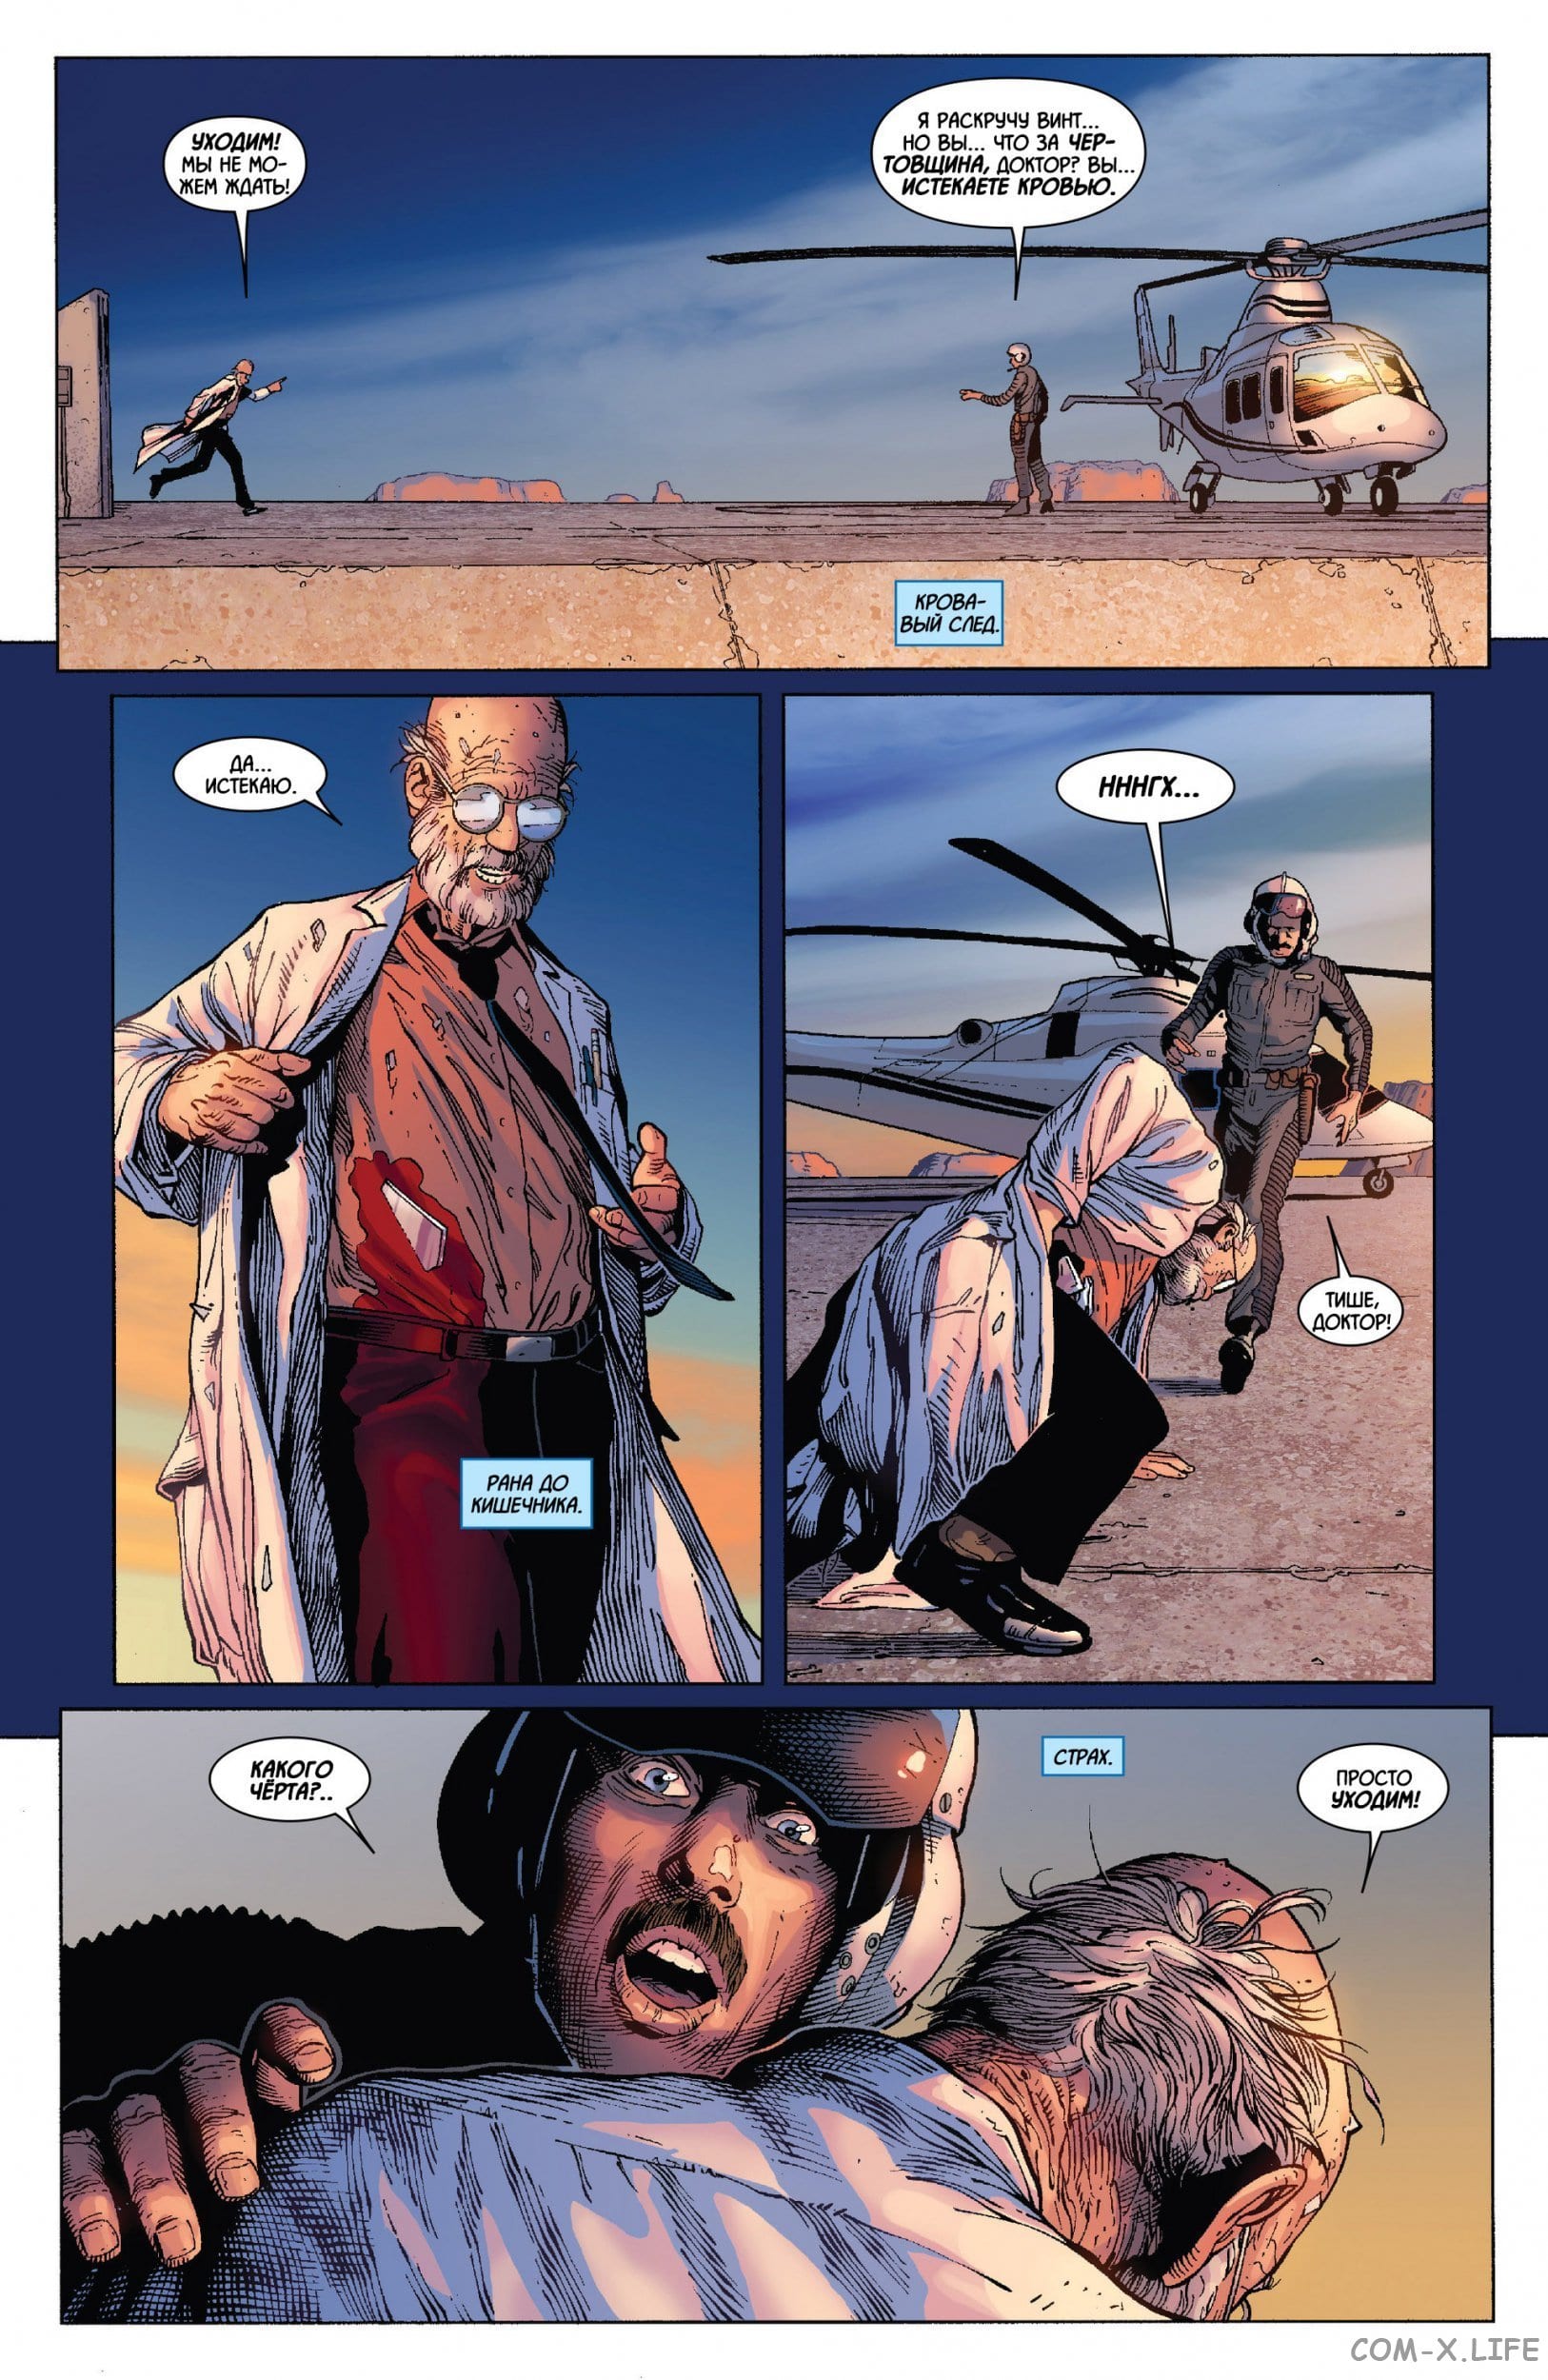 УХОДИМ!
МЫ НЕ МО-
ЖЕМ ЖДАТЬ!
Я РАСКРУЧУ ВИНТ...
НО ВЫ... ЧТО ЗА ЧЕР-
ТОВЩИНА, ДОКТОР? ВЫ...
ИСТЕКАЕТЕ КРОВЬЮ.
КРОВА-
ВЫЙ СЛЕД.
ДА...
ИСТЕКАЮ.
РАНА ДО
КИШЕЧНИКА.
НННГХ...
ТИШЕ,
ДОКТОР!
КАКОГО
ЧЁРТА?..
СТРАХ.
ПРОСТО
УХОДИМ!
COM-X.LIFE